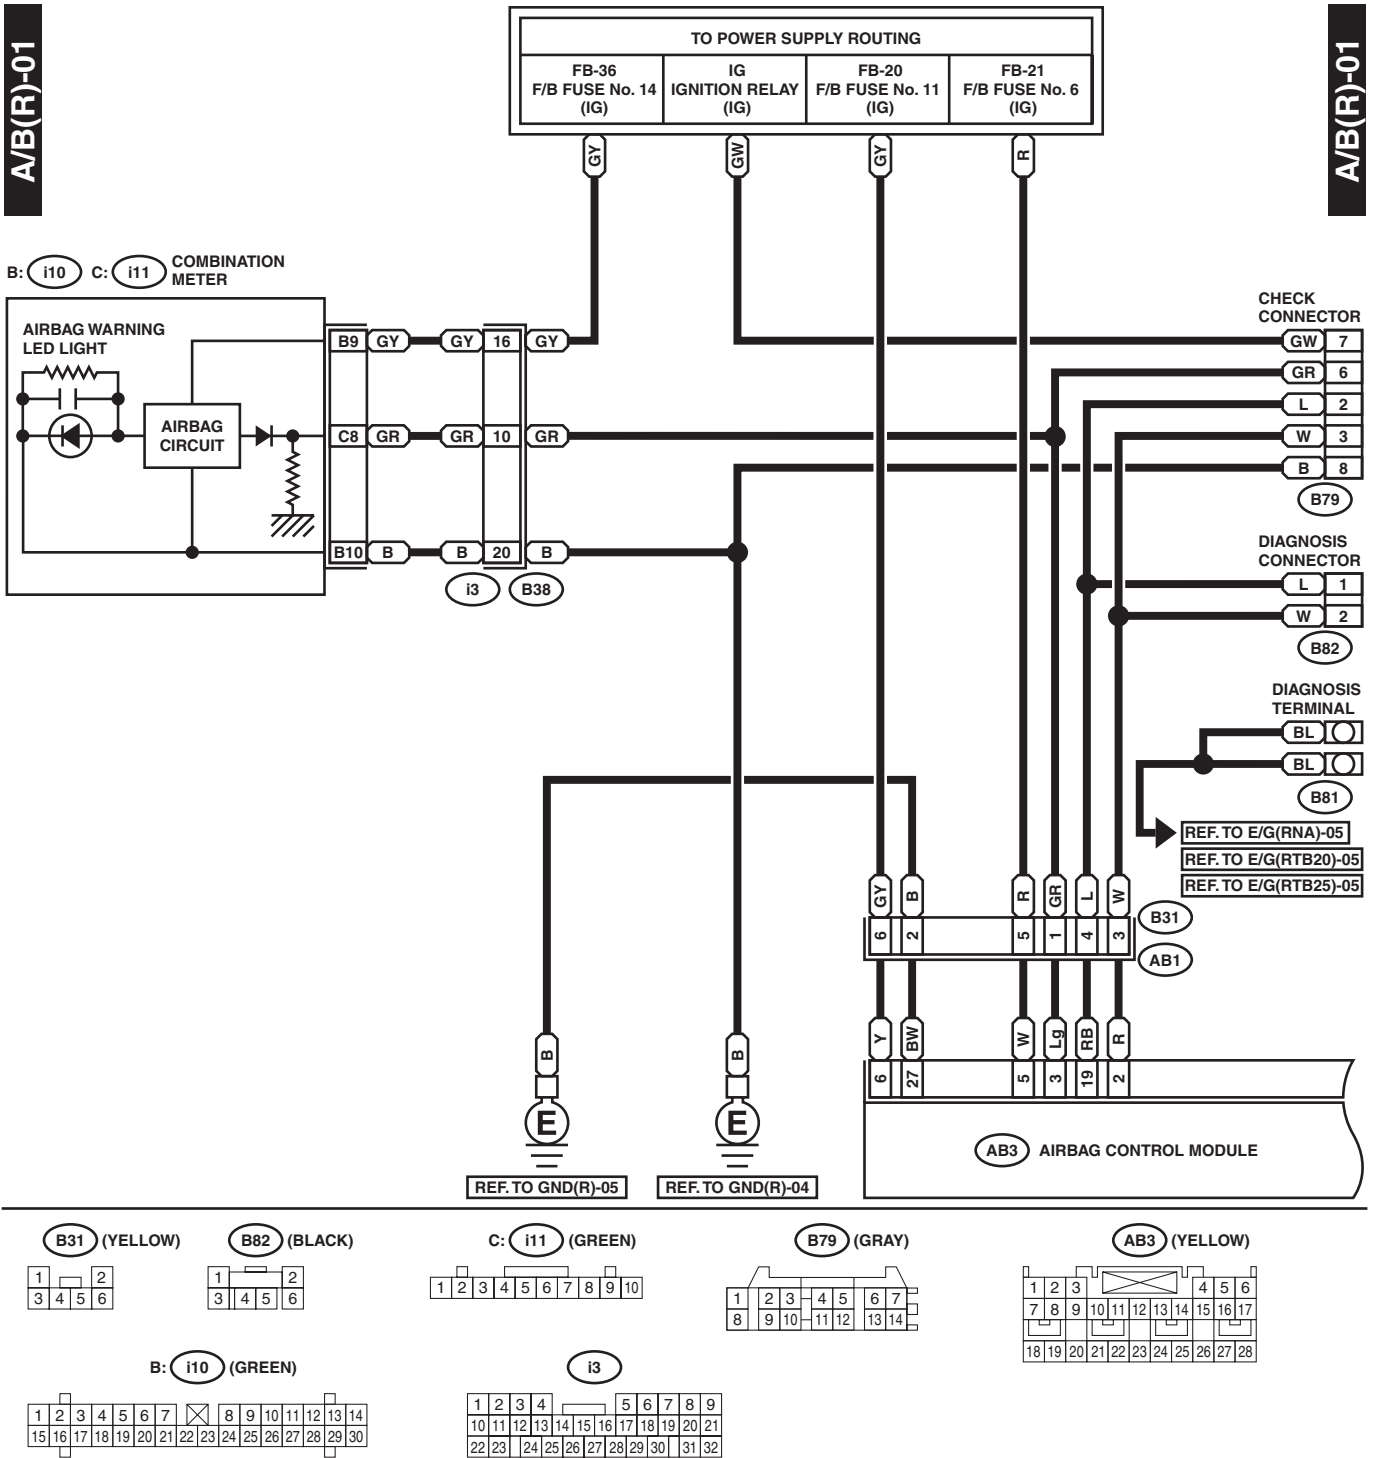 A/B(R)-01
A/B(R)-01
TO POWER SUPPLY ROUTING
FB-36
F/B FUSE No. 14
(IG)
IG
IGNITION RELAY
(IG)
FB-20
F/B FUSE No. 11
(IG)
FB-21
F/B FUSE No. 6
(IG)
GY
GW
GY
R
B: i10 C: i11 COMBINATION
METER
AIRBAG WARNING
LED LIGHT
AIRBAG
CIRCUIT
B9 GY GY 16 GY
C8 GR GR 10 GR
B10 B B 20 B
i3 B38
CHECK
CONNECTOR
GW 7
GR 6
L 2
W 3
B 8
B79
DIAGNOSIS
CONNECTOR
L 1
W 2
B82
DIAGNOSIS
TERMINAL
BL
BL
B81
REF. TO E/G(RNA)-05
REF. TO E/G(RTB20)-05
REF. TO E/G(RTB25)-05
GY B R GR L W
6 2 5 1 4 3
B31
AB1
Y BW W Lg RB R
6 27 5 3 19 2
AB3 AIRBAG CONTROL MODULE
B B
E E
REF. TO GND(R)-05
REF. TO GND(R)-04
B31 (YELLOW)
1 2
3 4 5 6
B82 (BLACK)
1 2
3 4 5 6
C: i11 (GREEN)
1 2 3 4 5 6 7 8 9 10
B79 (GRAY)
1 2 3 4 5 6 7
8 9 10 11 12 13 14
AB3 (YELLOW)
1 2 3 4 5 6
7 8 9 10 11 12 13 14 15 16 17
18 19 20 21 22 23 24 25 26 27 28
B: i10 (GREEN)
1 2 3 4 5 6 7 8 9 10 11 12 13 14
15 16 17 18 19 20 21 22 23 24 25 26 27 28 29 30
i3
1 2 3 4 5 6 7 8 9
10 11 12 13 14 15 16 17 18 19 20 21
22 23 24 25 26 27 28 29 30 31 32